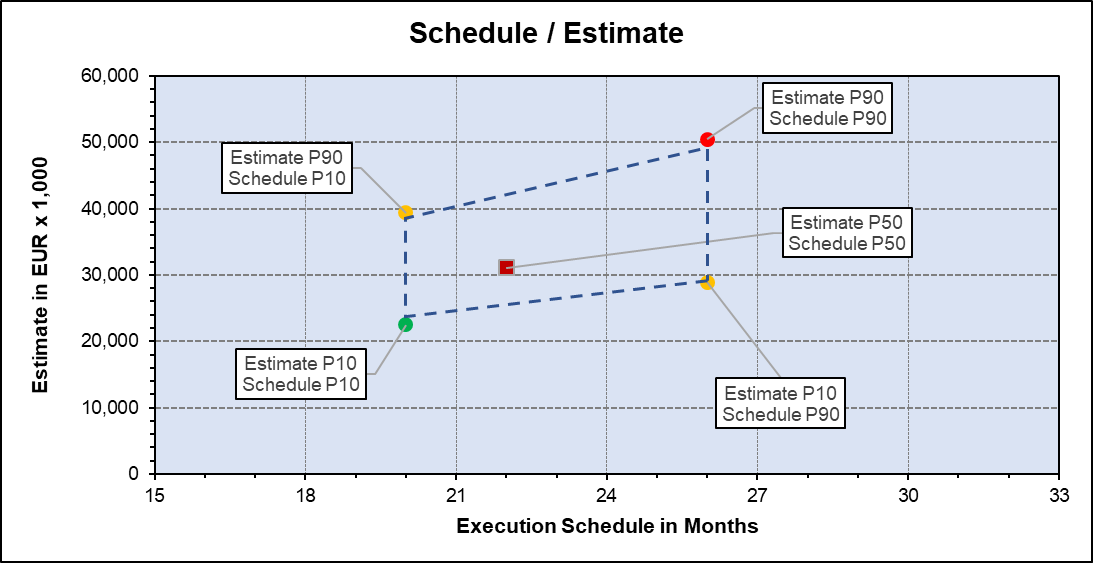 Schedule / Estimate
Estimate in EUR x 1,000
60,000
50,000
40,000
30,000
20,000
10,000
0
Estimate P90
Schedule P90
Estimate P90
Schedule P10
Estimate P50
Schedule P50
Estimate P10
Schedule P10
Estimate P10
Schedule P90
15 18 21 24 27 30 33
Execution Schedule in Months